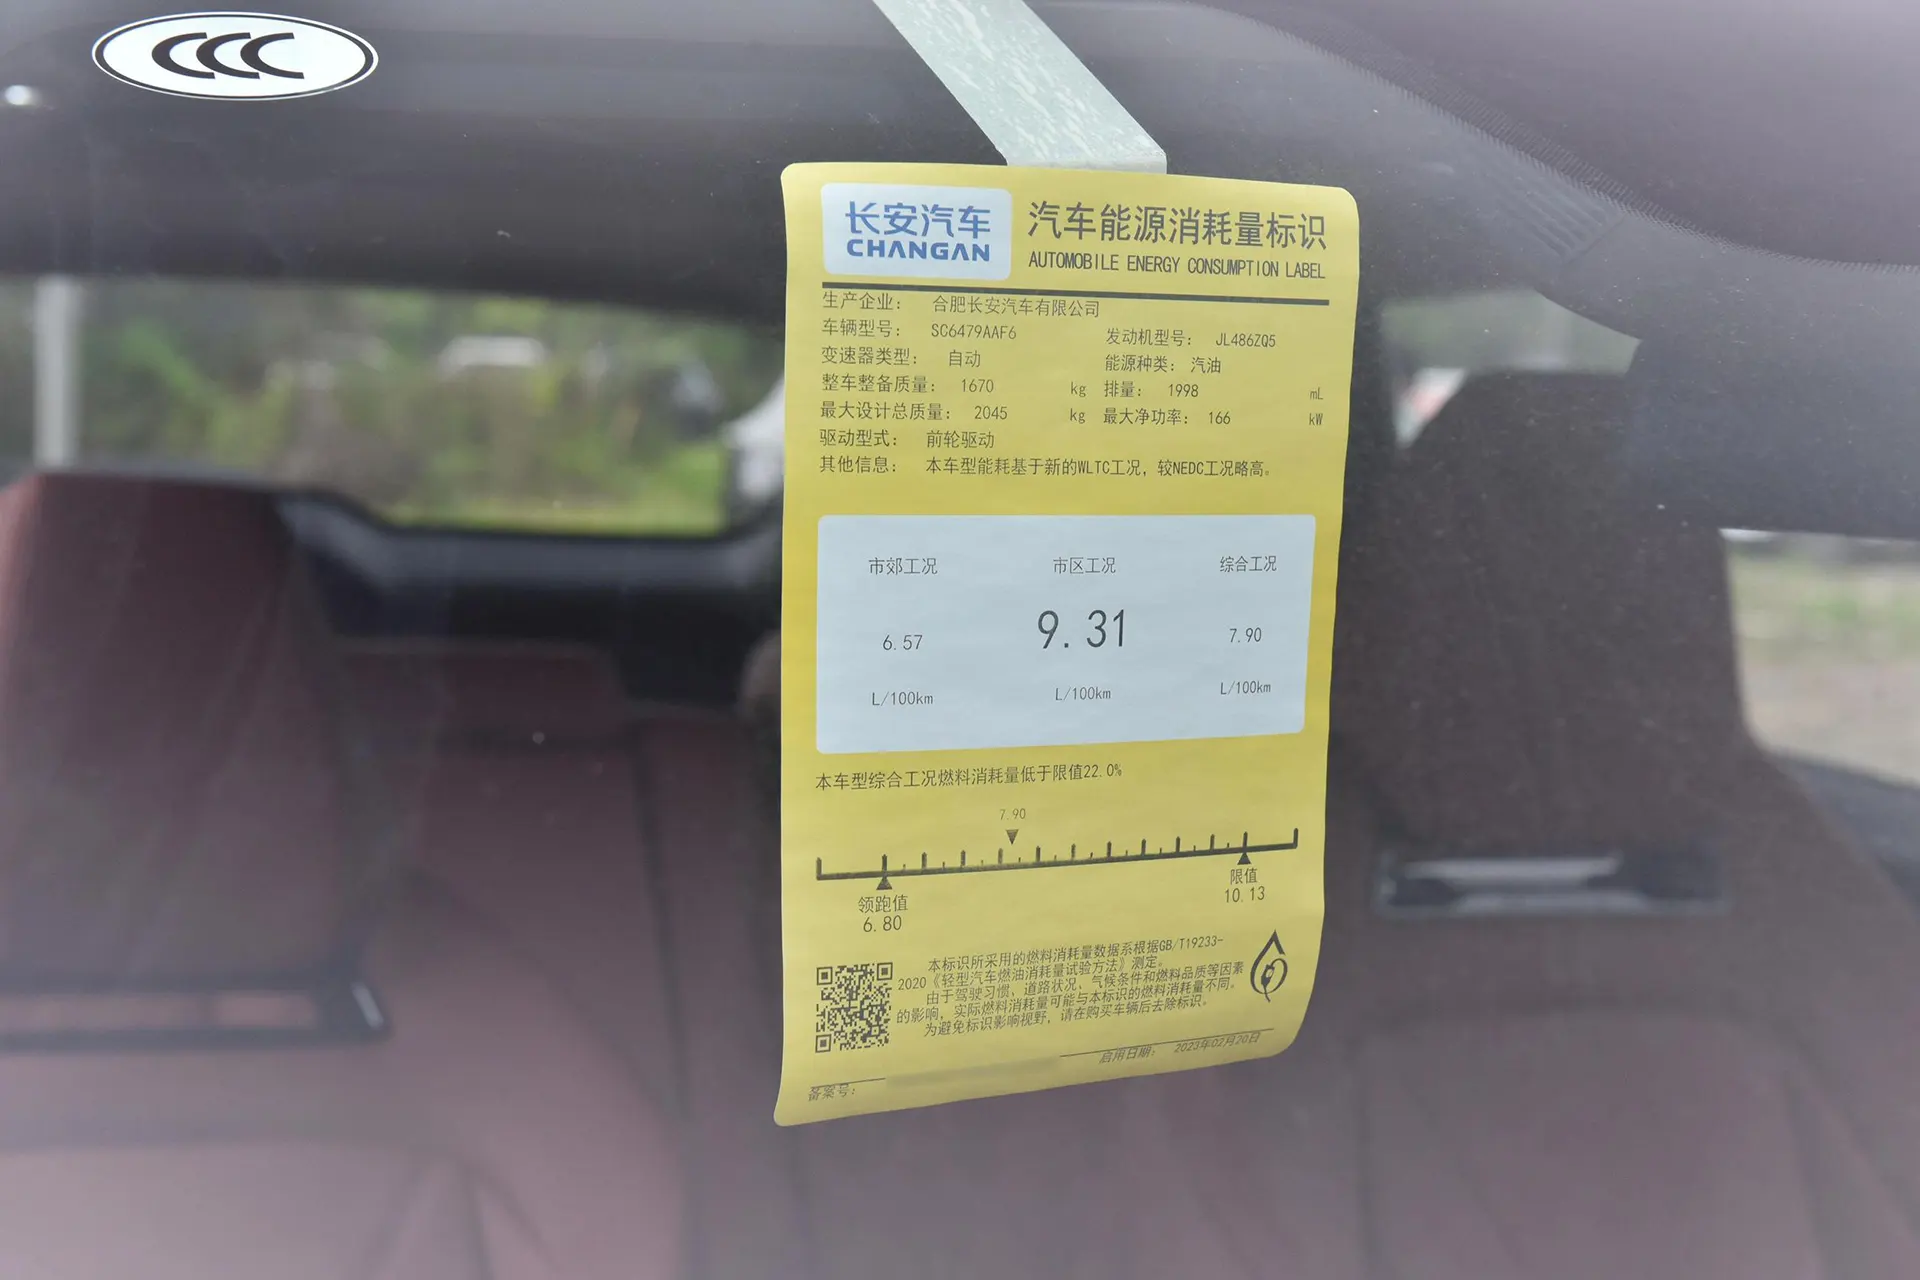 CCC
长安汽车
CHANGAN
汽车能源消耗量标识
AUTOMOBILE ENERGY CONSUMPTION LABEL
生产企业： 合肥长安汽车有限公司
车辆型号： SC6479AAF6 发动机型号： JL486ZQ5
变速器类型： 自动 能源种类： 汽油
整车整备质量： 1670 kg 排量： 1998 mL
最大设计总质量： 2045 kg 最大净功率： 166 kW
驱动型式： 前轮驱动
其他信息： 本车型能耗基于新的WLTC工况，较NEDC工况略高。
市郊工况 市区工况 综合工况
6.57 9.31 7.90
L/100km L/100km L/100km
本车型综合工况燃料消耗量低于限值22.0%
7.90
领跑值 限值
6.80 10.13
本标识所采用的燃料消耗量数据系根据GB/T19233-
2020《轻型汽车燃油消耗量试验方法》测定。
由于驾驶习惯、道路状况、气候条件和燃料品质等因素
的影响，实际燃料消耗量可能与本标识的燃料消耗量不同。
为避免标识影响视野，请在购买车辆后去除标识。
备案号： 启用日期： 2023年02月20日